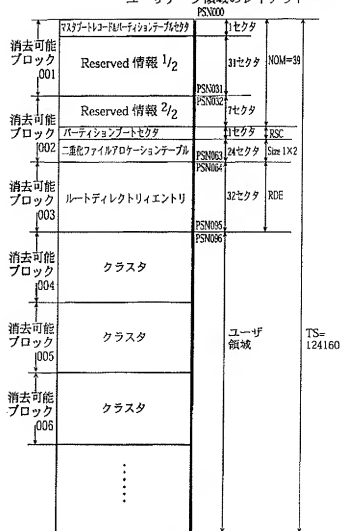 ユーザデータ領域のレイアウト
PSN000
マスタブートレコード&パーティションテーブルセクタ
1セクタ
消去可能
ブロック
001
Reserved 情報 1/2
31セクタ
NOM=39
PSN031
PSN032
Reserved 情報 2/2
7セクタ
消去可能
ブロック
002
パーティションブートセクタ
1セクタ
RSC
二重化ファイルアロケーションテーブル
PSN063
24セクタ
Size 1×2
PSN064
消去可能
ブロック
003
ルートディレクトリィエントリ
32セクタ
RDE
PSN095
PSN096
消去可能
ブロック
004
クラスタ
消去可能
ブロック
005
クラスタ
ユーザ
領域
TS=
124160
消去可能
ブロック
006
クラスタ